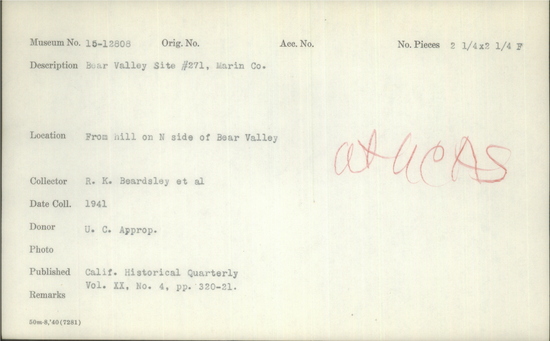 Museum No. 15-12808 Orig. No. Acc. No. No. Pieces 2 1/4x2 1/4 F
Description Bear Valley Site #271, Marin Co.
Location From hill on N side of Bear Valley
at UCAS
Collector R. K. Beardsley et al
Date Coll. 1941
Donor U. C. Approp.
Photo
Published Calif. Historical Quarterly
Vol. XX, No. 4, pp. 320-21.
Remarks
50m-8,'40(7281)